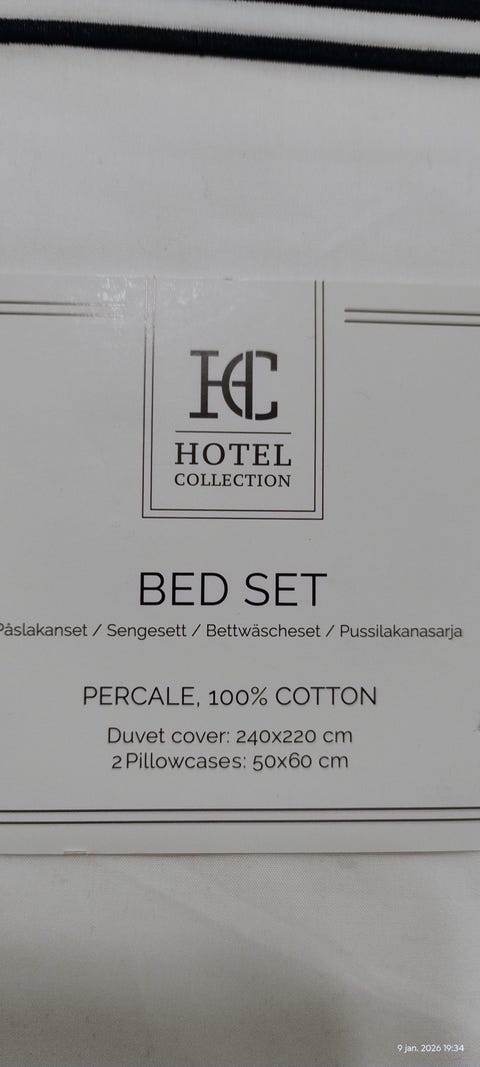 HC
HOTEL
COLLECTION
BED SET
Påslakanset / Sengesett / Bettwäscheset / Pussilakanasarja
PERCALE, 100% COTTON
Duvet cover: 240x220 cm
2 Pillowcases: 50x60 cm
9 jan. 2026 19:34